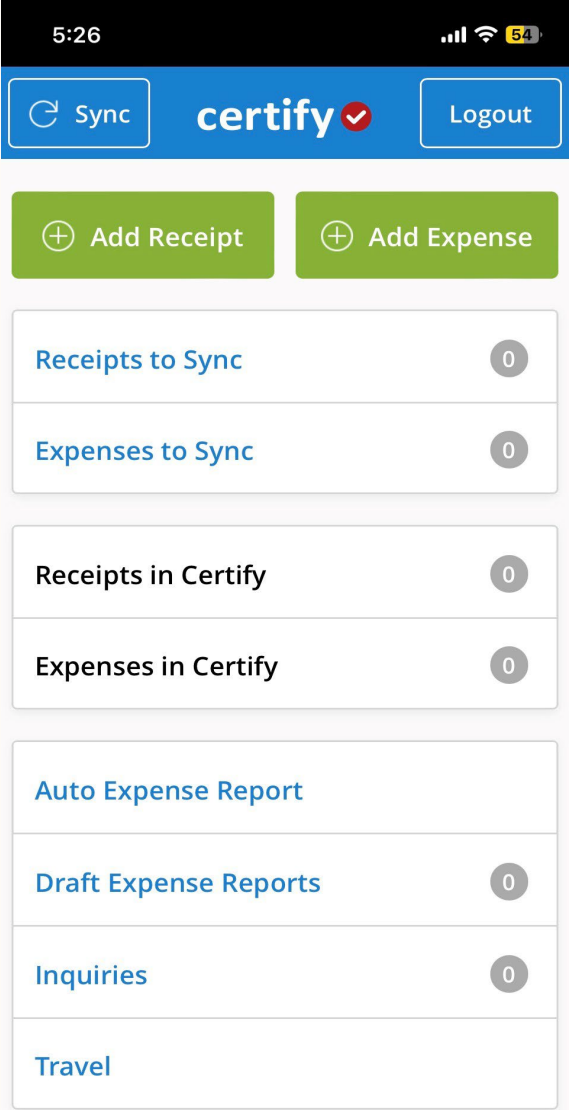 5:26 54
Sync certify Logout
Add Receipt Add Expense
Receipts to Sync 0
Expenses to Sync 0
Receipts in Certify 0
Expenses in Certify 0
Auto Expense Report
Draft Expense Reports 0
Inquiries 0
Travel